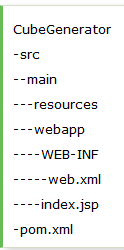 CubeGenerator
-src
--main
---resources
---webapp
----WEB-INF
-----web.xml
----index.jsp
-pom.xml